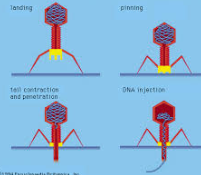 landing
pinning
tail contraction
and penetration
DNA injection